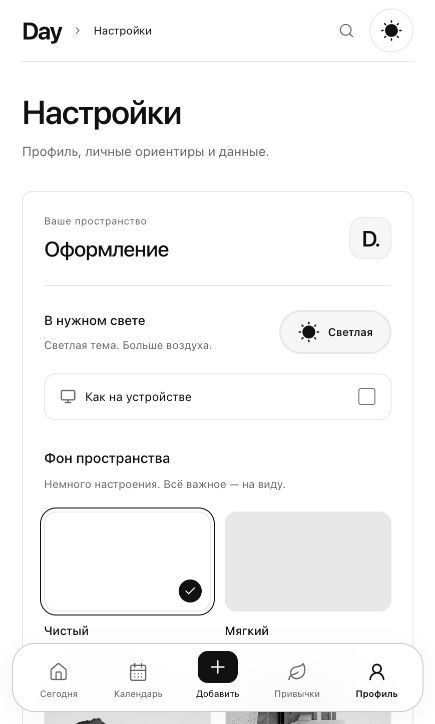 Day > Настройки
Настройки
Профиль, личные ориентиры и данные.
Ваше пространство
Оформление
D.
В нужном свете
Светлая тема. Больше воздуха.
Светлая
Как на устройстве
Фон пространства
Немного настроения. Всё важное — на виду.
Чистый
Мягкий
Сегодня
Календарь
Добавить
Привычки
Профиль